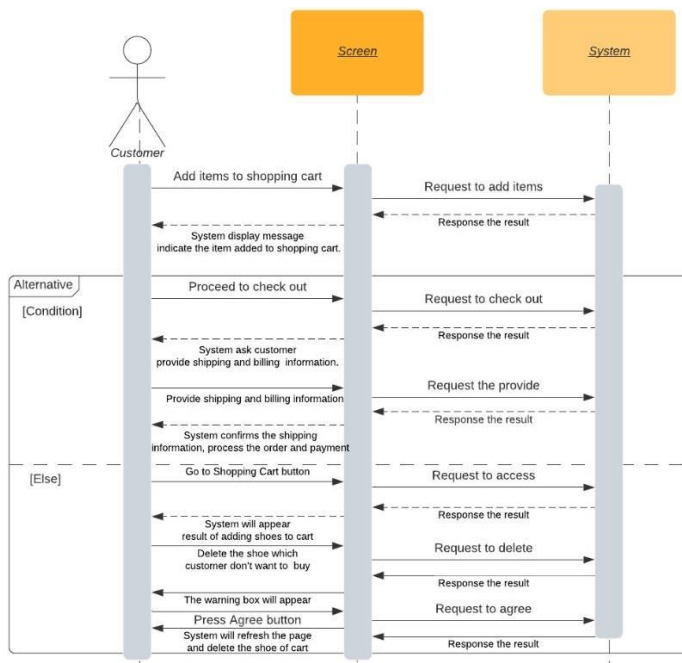 Screen
System
Customer
Add items to shopping cart
Request to add items
Response the result
System display message
indicate the item added to shopping cart.
Alternative
Proceed to check out
[Condition]
Request to check out
Response the result
System ask customer
provide shipping and billing information.
Request the provide
Provide shipping and billing information
Response the result
System confirms the shipping
information, process the order and payment
[Else]
Go to Shopping Cart button
Request to access
Response the result
System will appear
result of adding shoes to cart
Request to delete
Delete the shoe which
customer don't want to buy
Response the result
The warning box will appear
Request to agree
Press Agree button
System will refresh the page
and delete the shoe of cart
Response the result